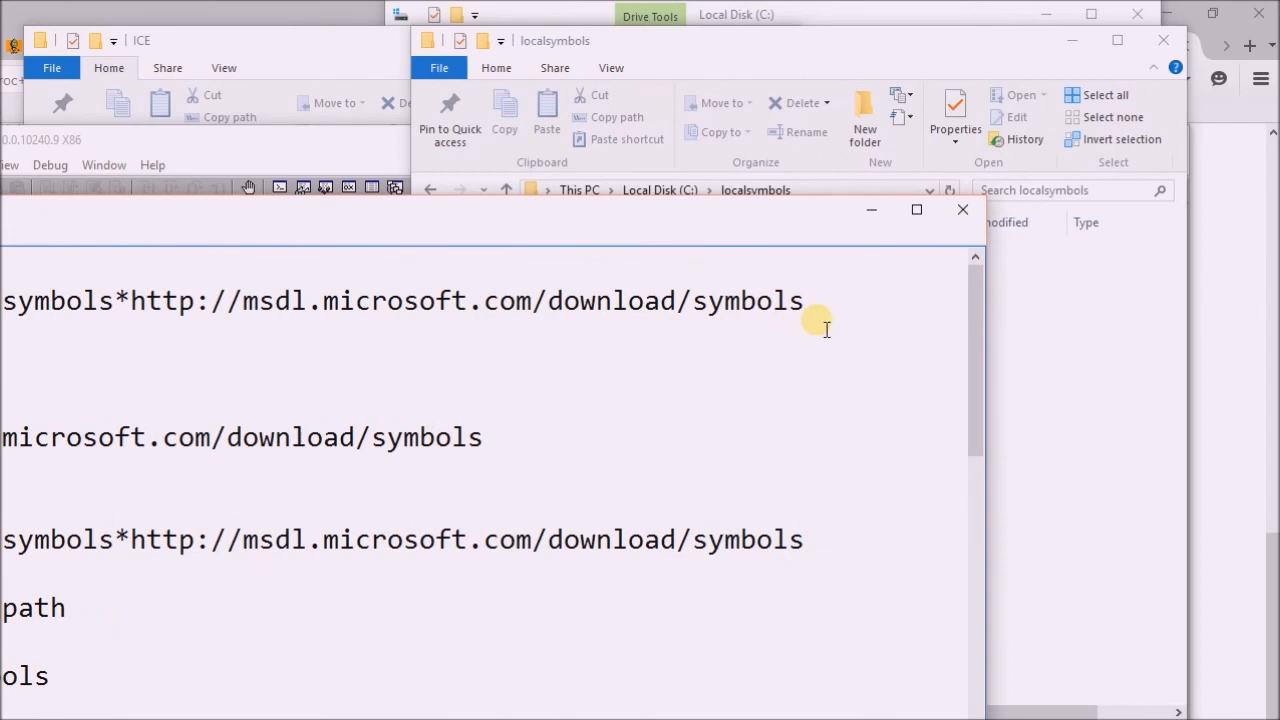 Drive Tools
Local Disk (C:)
ICE
localsymbols
File
Home
Share
View
File
Home
Share
View
Cut
Copy path
Move to
Pin to Quick access
Copy
Paste
Cut
Copy path
Paste shortcut
Move to
Copy to
Delete
Rename
New folder
Properties
Open
Edit
History
Select all
Select none
Invert selection
Clipboard
Organize
New
Open
Select
0.0.10240.9 X86
Debug
Window
Help
This PC
Local Disk (C:)
localsymbols
Search localsymbols
Type
symbols*http://msdl.microsoft.com/download/symbols
microsoft.com/download/symbols
symbols*http://msdl.microsoft.com/download/symbols
path
ols